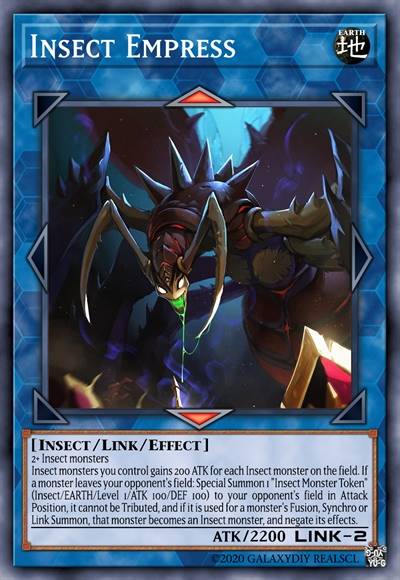 INSECT EMPRESS
EARTH
地
[INSECT/LINK/EFFECT]
2+ Insect monsters
Insect monsters you control gains 200 ATK for each Insect monster on the field. If
a monster leaves your opponent's field: Special Summon 1 "Insect Monster Token"
(Insect/EARTH/Level 1/ATK 100/DEF 100) to your opponent's field in Attack
Position, it cannot be Tributed, and if it is used for a monster's Fusion, Synchro or
Link Summon, that monster becomes an Insect monster, and negate its effects.
ATK/2200 LINK-2
©2020 GALAXYDIY REALSCL